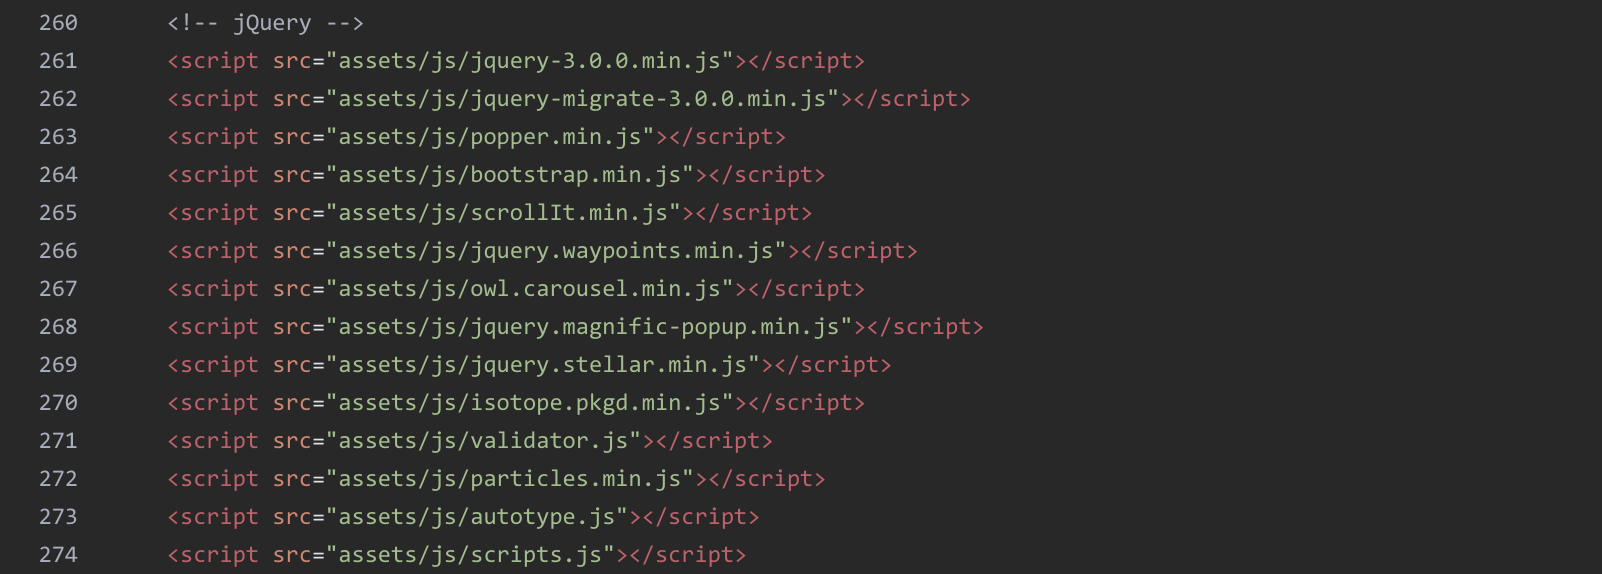 260 <!-- jQuery -->
261 <script src="assets/js/jquery-3.0.0.min.js"></script>
262 <script src="assets/js/jquery-migrate-3.0.0.min.js"></script>
263 <script src="assets/js/popper.min.js"></script>
264 <script src="assets/js/bootstrap.min.js"></script>
265 <script src="assets/js/scrollIt.min.js"></script>
266 <script src="assets/js/jquery.waypoints.min.js"></script>
267 <script src="assets/js/owl.carousel.min.js"></script>
268 <script src="assets/js/jquery.magnific-popup.min.js"></script>
269 <script src="assets/js/jquery.stellar.min.js"></script>
270 <script src="assets/js/isotope.pkgd.min.js"></script>
271 <script src="assets/js/validator.js"></script>
272 <script src="assets/js/particles.min.js"></script>
273 <script src="assets/js/autotype.js"></script>
274 <script src="assets/js/scripts.js"></script>